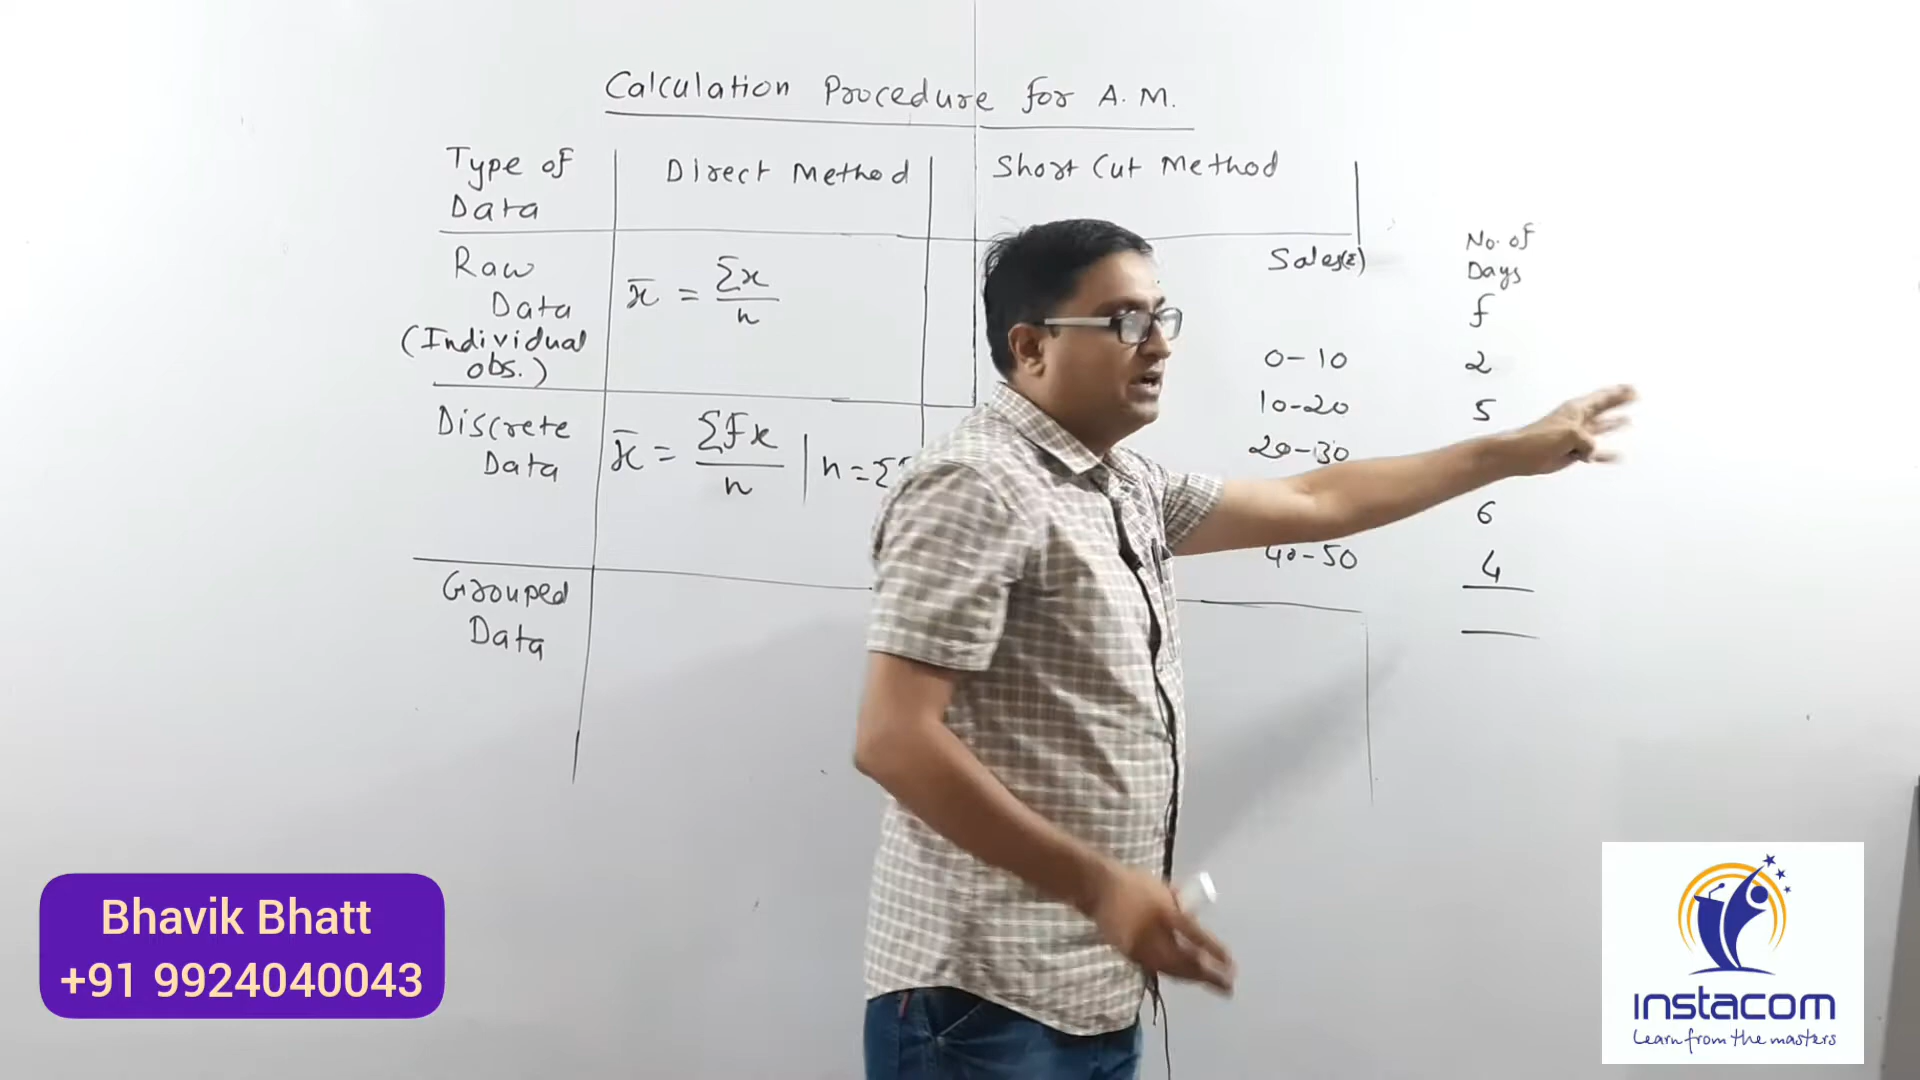 Calculation Procedure for A.M.
Type of
Data
Direct Method
Short Cut Method
Raw
Data
(Individual
obs.)
x̄ = Σx / n
Discrete
Data
x̄ = Σfx / n | n = Σ
Grouped
Data
No. of
Days
f
0-10 2
10-20 5
20-30
6
40-50 4
Bhavik Bhatt
+91 9924040043
instacom
Learn from the masters